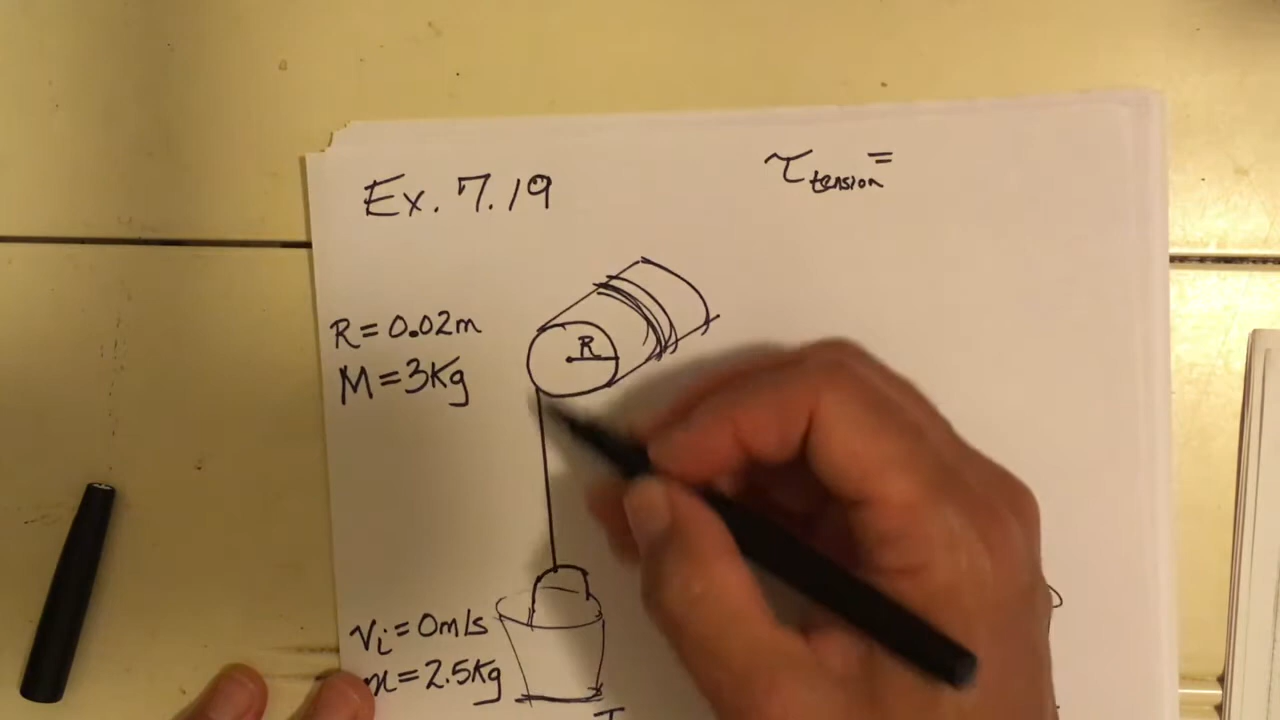 Ex. 7.19
τtension =
R = 0.02m
M = 3Kg
R
vi = 0m/s
m = 2.5Kg